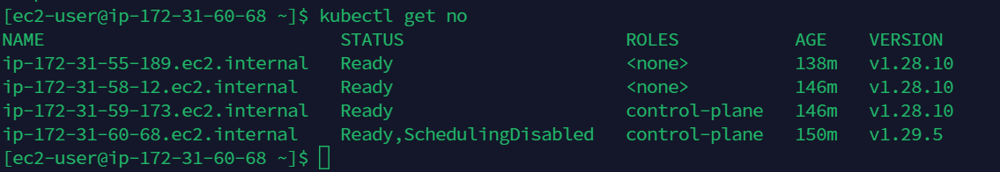 [ec2-user@ip-172-31-60-68 ~]$ kubectl get no
NAME STATUS ROLES AGE VERSION
ip-172-31-55-189.ec2.internal Ready <none> 138m v1.28.10
ip-172-31-58-12.ec2.internal Ready <none> 146m v1.28.10
ip-172-31-59-173.ec2.internal Ready control-plane 146m v1.28.10
ip-172-31-60-68.ec2.internal Ready,SchedulingDisabled control-plane 150m v1.29.5
[ec2-user@ip-172-31-60-68 ~]$